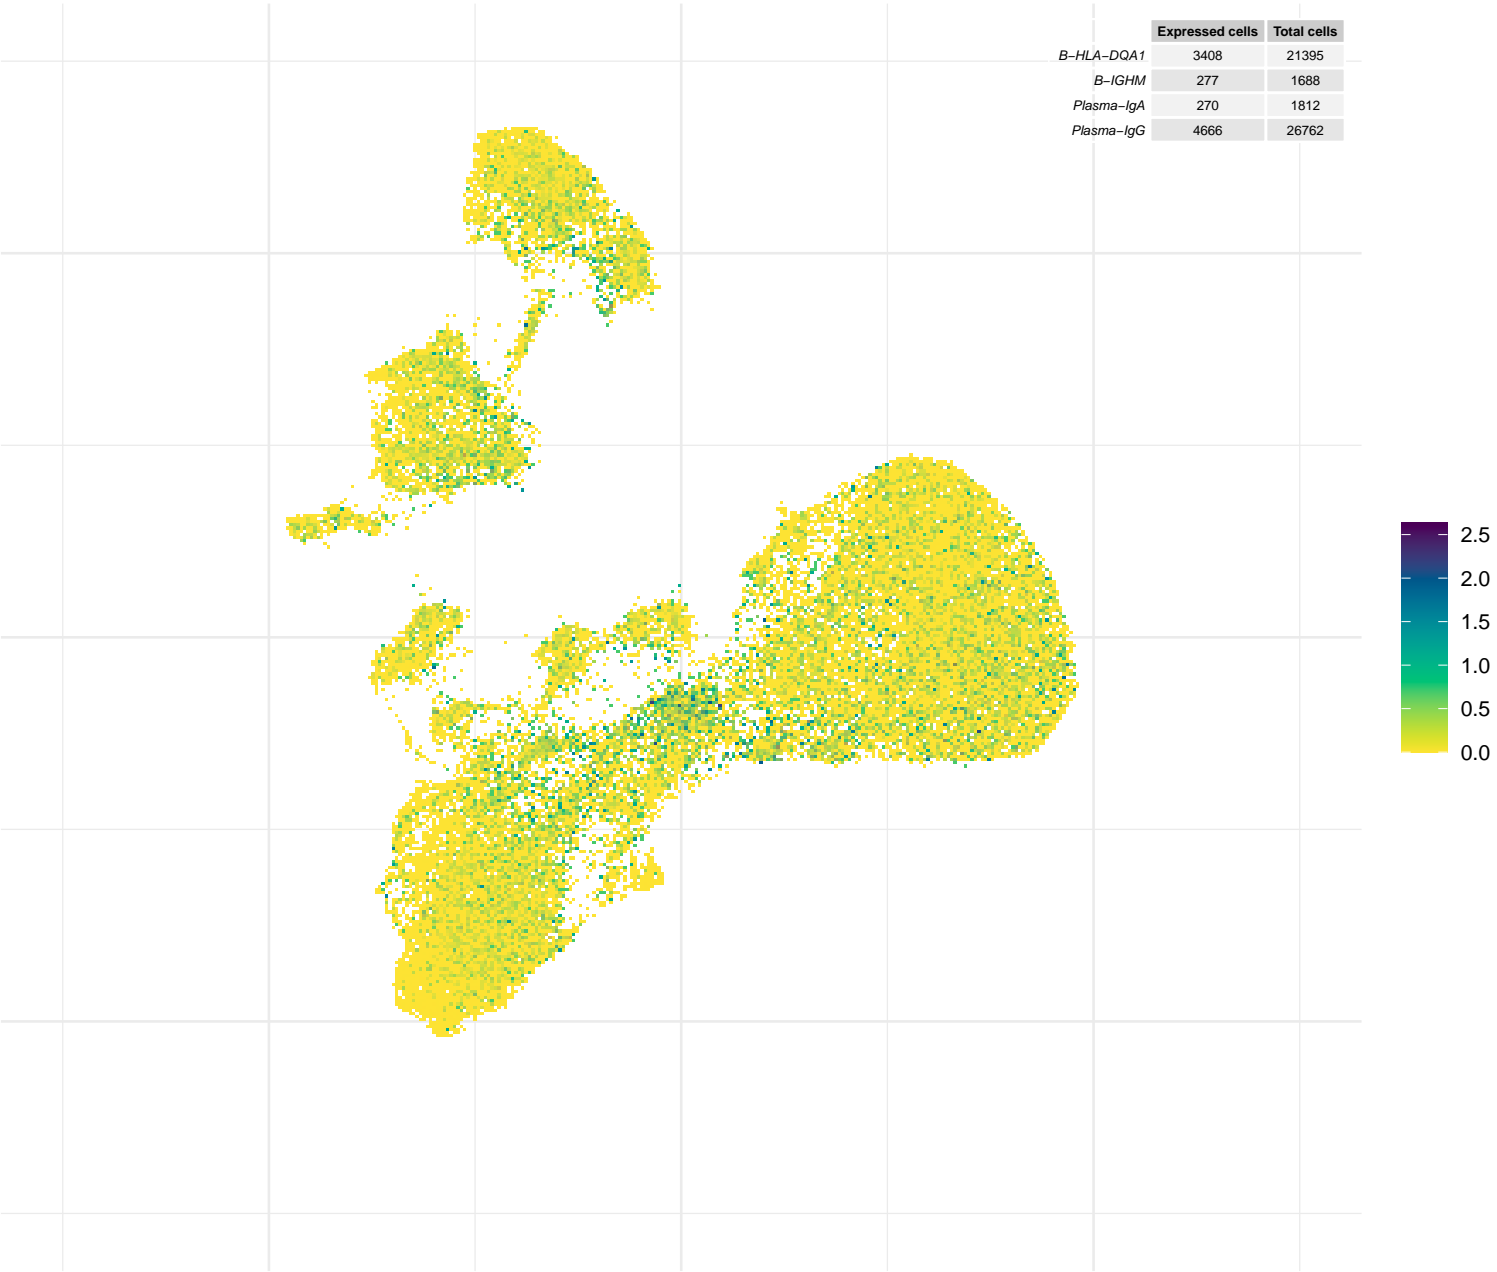 Expressed cells Total cells
B−HLA−DQA1 3408 21395
B−IGHM 277 1688
Plasma−IgA 270 1812
Plasma−IgG 4666 26762
2.5
2.0
1.5
1.0
0.5
0.0